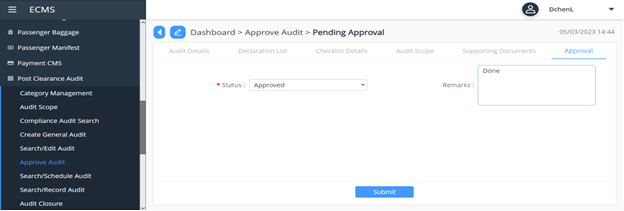 ECMS
DchenL
Passenger Baggage
Dashboard > Approve Audit > Pending Approval
05/03/2023 14:44
Passenger Manifest
Audit Details Declaration List Checklist Details Audit Scope Supporting Documents Approval
Payment CMS
Post Clearance Audit
* Status : Approved
Remarks : Done
Category Management
Audit Scope
Compliance Audit Search
Create General Audit
Search/Edit Audit
Approve Audit
Search/Schedule Audit
Search/Record Audit
Submit
Audit Closure